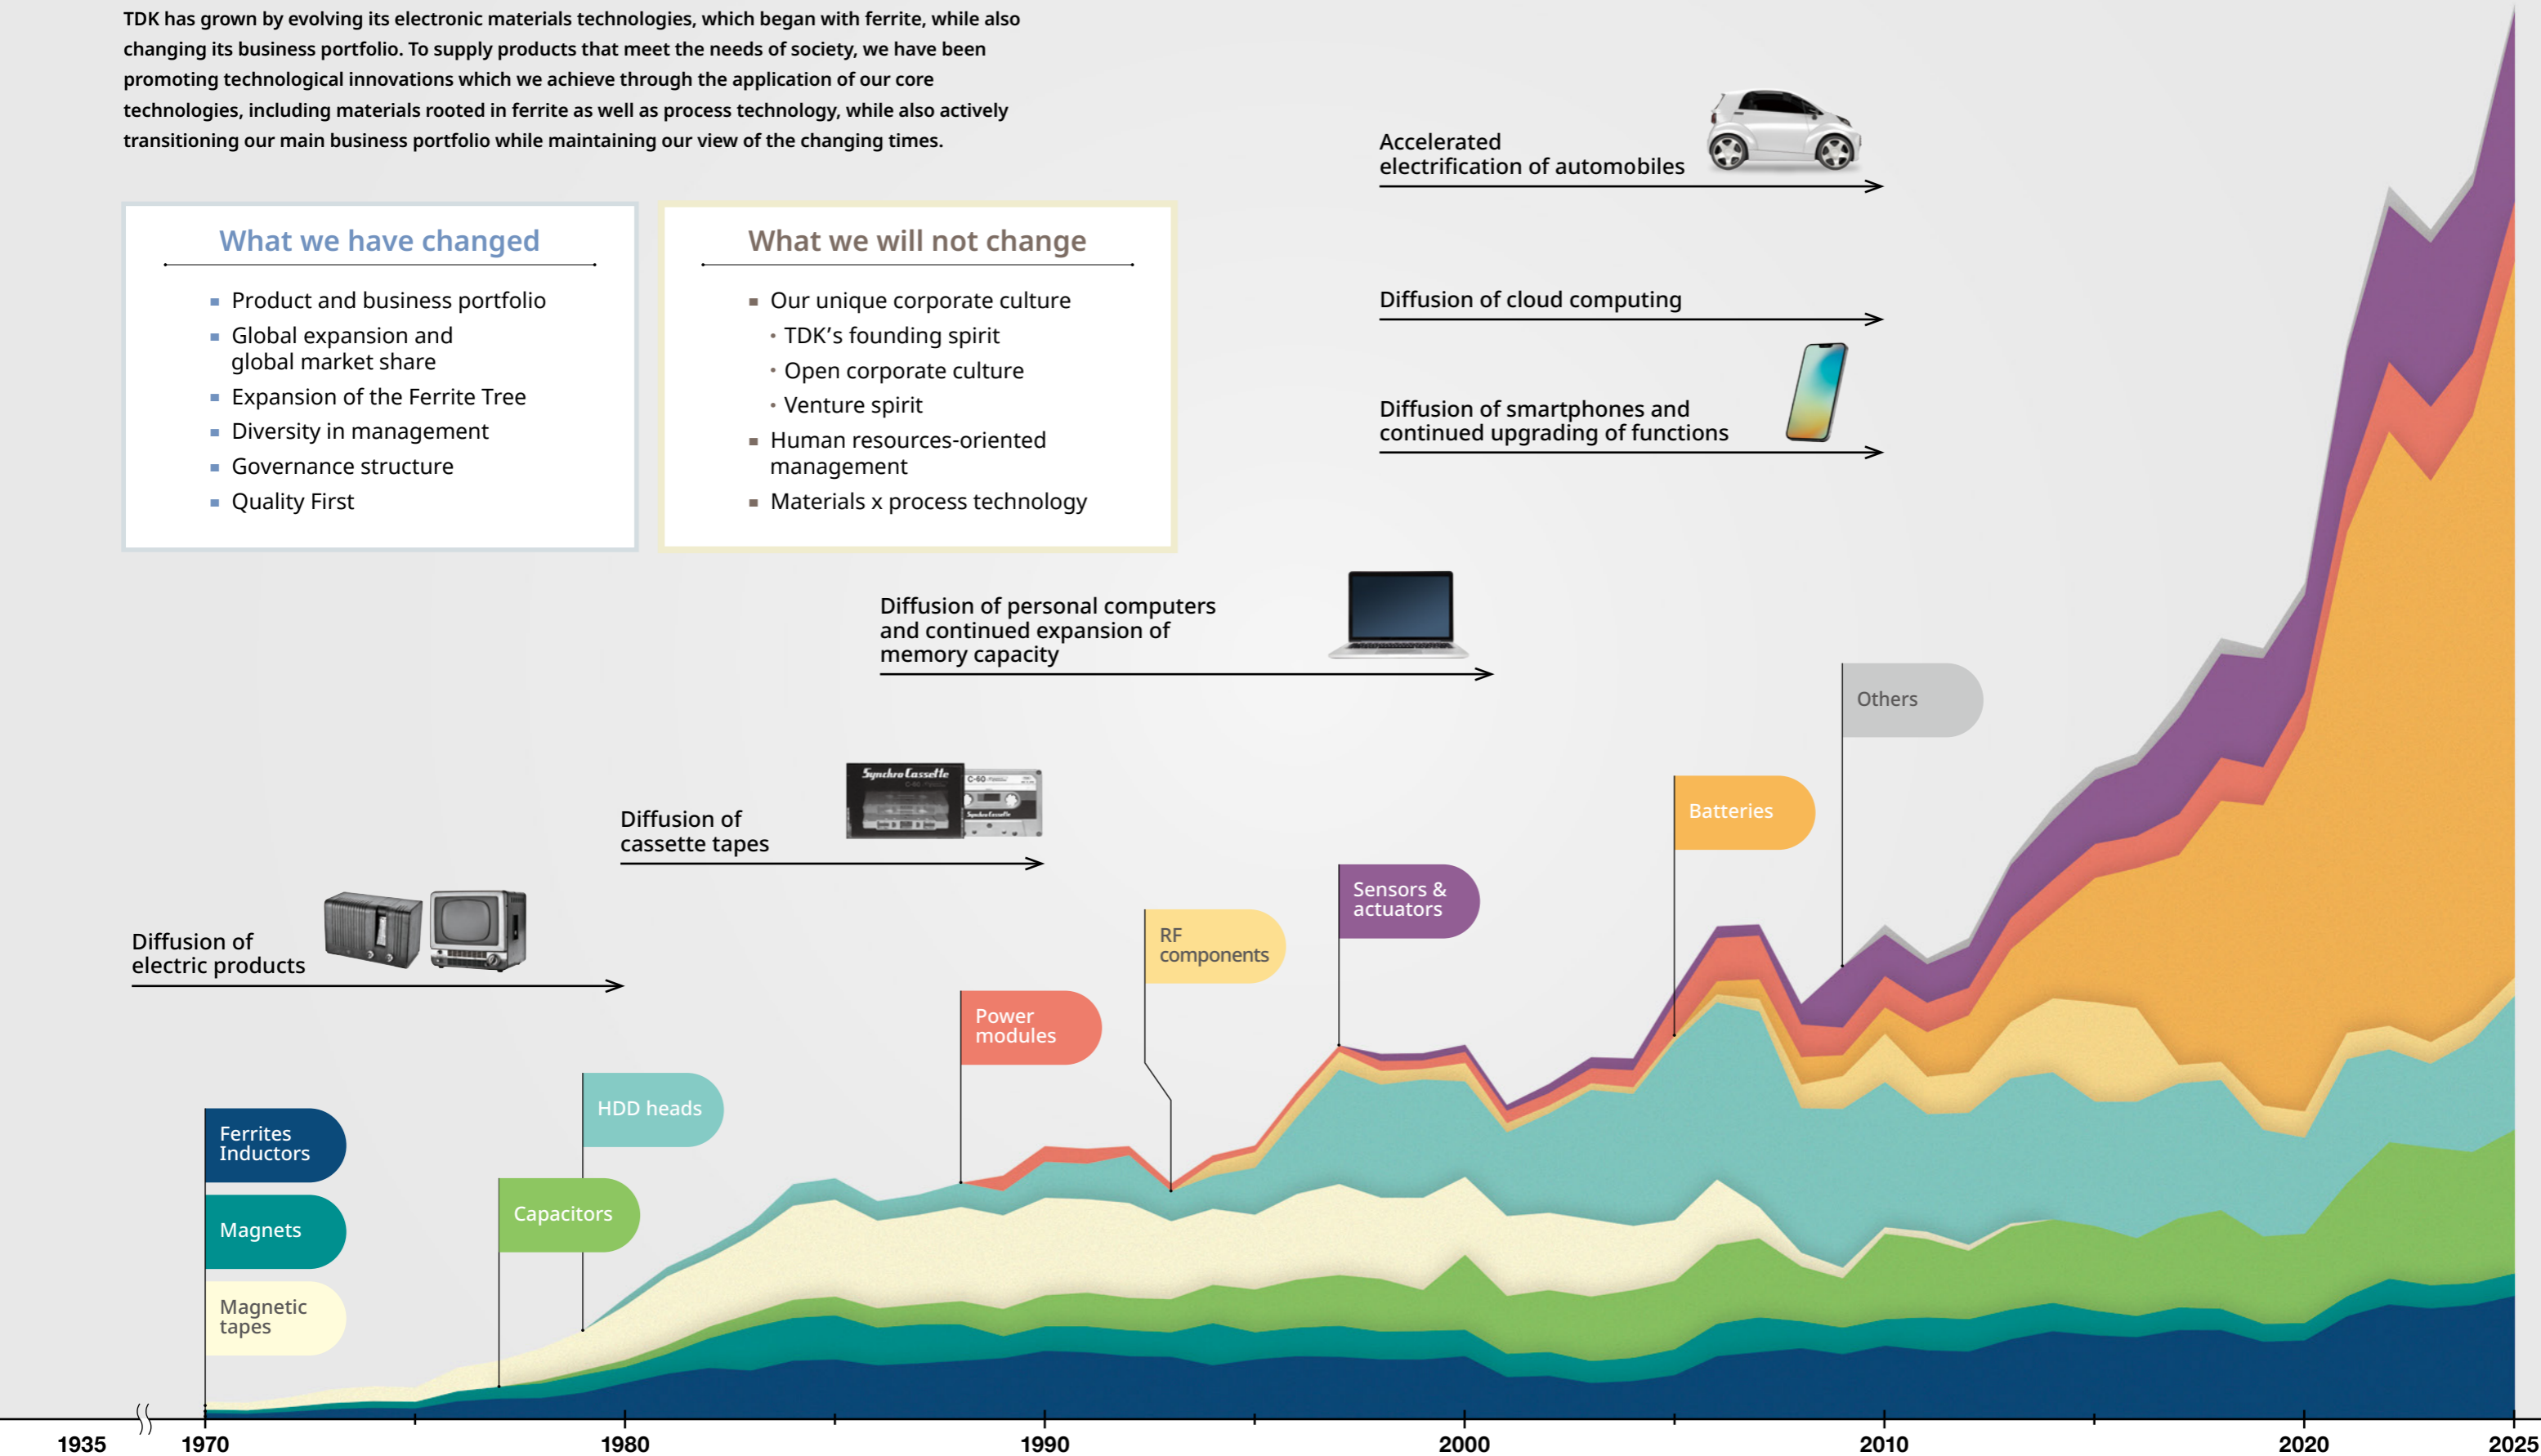 TDK has grown by evolving its electronic materials technologies, which began with ferrite, while also
changing its business portfolio. To supply products that meet the needs of society, we have been
promoting technological innovations which we achieve through the application of our core
technologies, including materials rooted in ferrite as well as process technology, while also actively
transitioning our main business portfolio while maintaining our view of the changing times.
What we have changed
Product and business portfolio
Global expansion and
global market share
Expansion of the Ferrite Tree
Diversity in management
Governance structure
Quality First
What we will not change
Our unique corporate culture
・TDK’s founding spirit
・Open corporate culture
・Venture spirit
Human resources-oriented
management
Materials x process technology
Accelerated
electrification of automobiles
Diffusion of cloud computing
Diffusion of smartphones and
continued upgrading of functions
Diffusion of personal computers
and continued expansion of
memory capacity
Diffusion of
cassette tapes
Synchro Cassette
C-60
C-60
Synchro Cassette
Diffusion of
electric products
Others
Batteries
Sensors &
actuators
RF
components
Power
modules
HDD heads
Capacitors
Ferrites
Inductors
Magnets
Magnetic
tapes
1935
1970
1980
1990
2000
2010
2020
2025